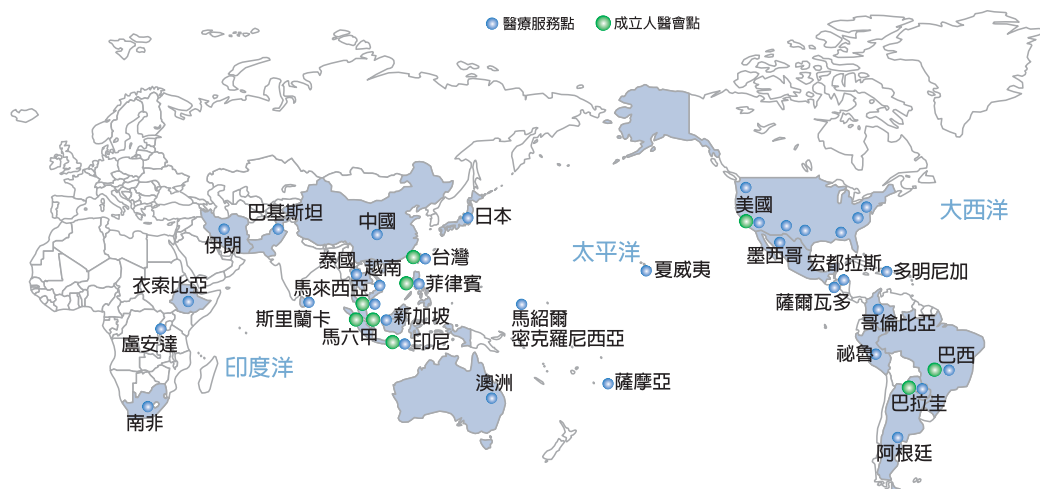 醫療服務點
成立人醫會點
巴基斯坦
伊朗
中國
日本
泰國
越南
台灣
衣索比亞
馬來西亞
菲律賓
斯里蘭卡
新加坡
馬六甲
印尼
盧安達
印度洋
南非
澳洲
太平洋
夏威夷
馬紹爾
密克羅尼西亞
薩摩亞
美國
大西洋
墨西哥
宏都拉斯
多明尼加
薩爾瓦多
哥倫比亞
祕魯
巴西
巴拉圭
阿根廷